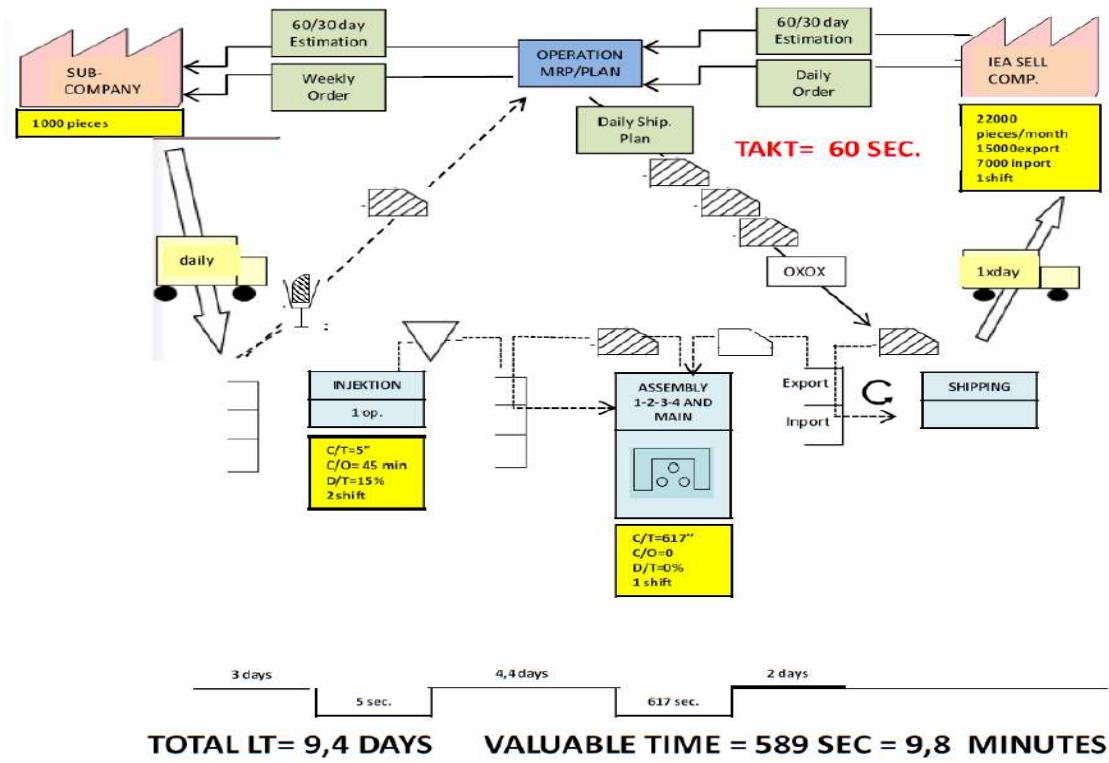 60/30 day
Estimation
Weekly
Order
SUB-
COMPANY
1000 pieces
OPERATION
MRP/PLAN
60/30 day
Estimation
Daily
Order
IEA SELL
COMP.
22000
pieces/month
15000export
7000 inport
1shift
Daily Ship.
Plan
TAKT= 60 SEC.
daily
OXOX
1xday
INJEKTION
1 op.
C/T=5"
C/O= 45 min
D/T=15%
2shift
ASSEMBLY
1-2-3-4 AND
MAIN
C/T=617"
C/O=0
D/T=0%
1 shift
Export
Inport
SHIPPING
3 days
5 sec.
4,4days
617 sec.
2 days
TOTAL LT= 9,4 DAYS
VALUABLE TIME = 589 SEC = 9,8 MINUTES